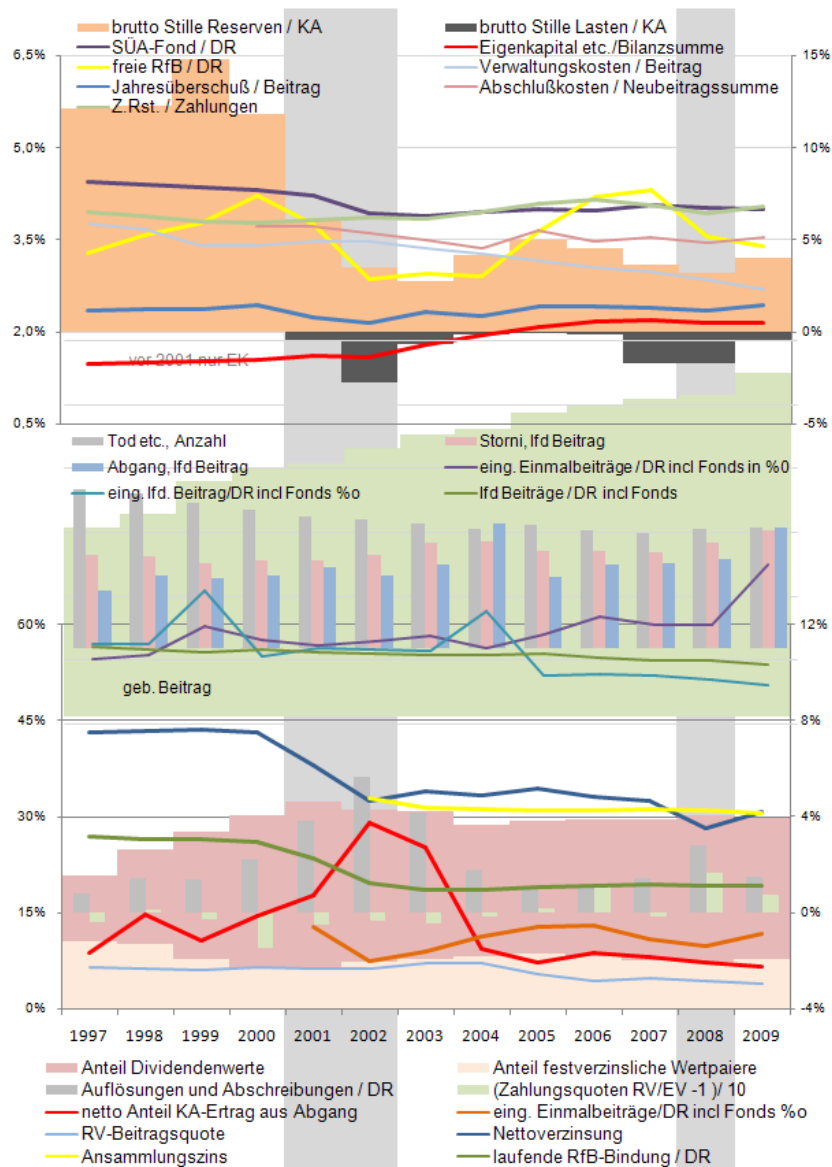 brutto Stille Reserven / KA
brutto Stille Lasten / KA
SÜA-Fond / DR
Eigenkapital etc./Bilanzsumme
freie RfB / DR
Verwaltungskosten / Beitrag
Jahresüberschuß / Beitrag
Abschlußkosten / Neubeitragssumme
Z.Rst. / Zahlungen
6,5%
15%
5,0%
10%
3,5%
5%
2,0%
0%
vor 2001 nur EK
0,5%
-5%
Tod etc., Anzahl
Storni, lfd Beitrag
Abgang, lfd Beitrag
eing. Einmalbeiträge / DR incl Fonds in %0
eing. lfd. Beitrag/DR incl Fonds %o
lfd Beiträge / DR incl Fonds
60%
12%
geb. Beitrag
45%
8%
30%
4%
15%
0%
0%
-4%
1997 1998 1999 2000 2001 2002 2003 2004 2005 2006 2007 2008 2009
Anteil Dividendenwerte
Anteil festverzinsliche Wertpaiere
Auflösungen und Abschreibungen / DR
(Zahlungsquoten RV/EV -1 )/ 10
netto Anteil KA-Ertrag aus Abgang
eing. Einmalbeiträge/DR incl Fonds %o
RV-Beitragsquote
Nettoverzinsung
Ansammlungszins
laufende RfB-Bindung / DR